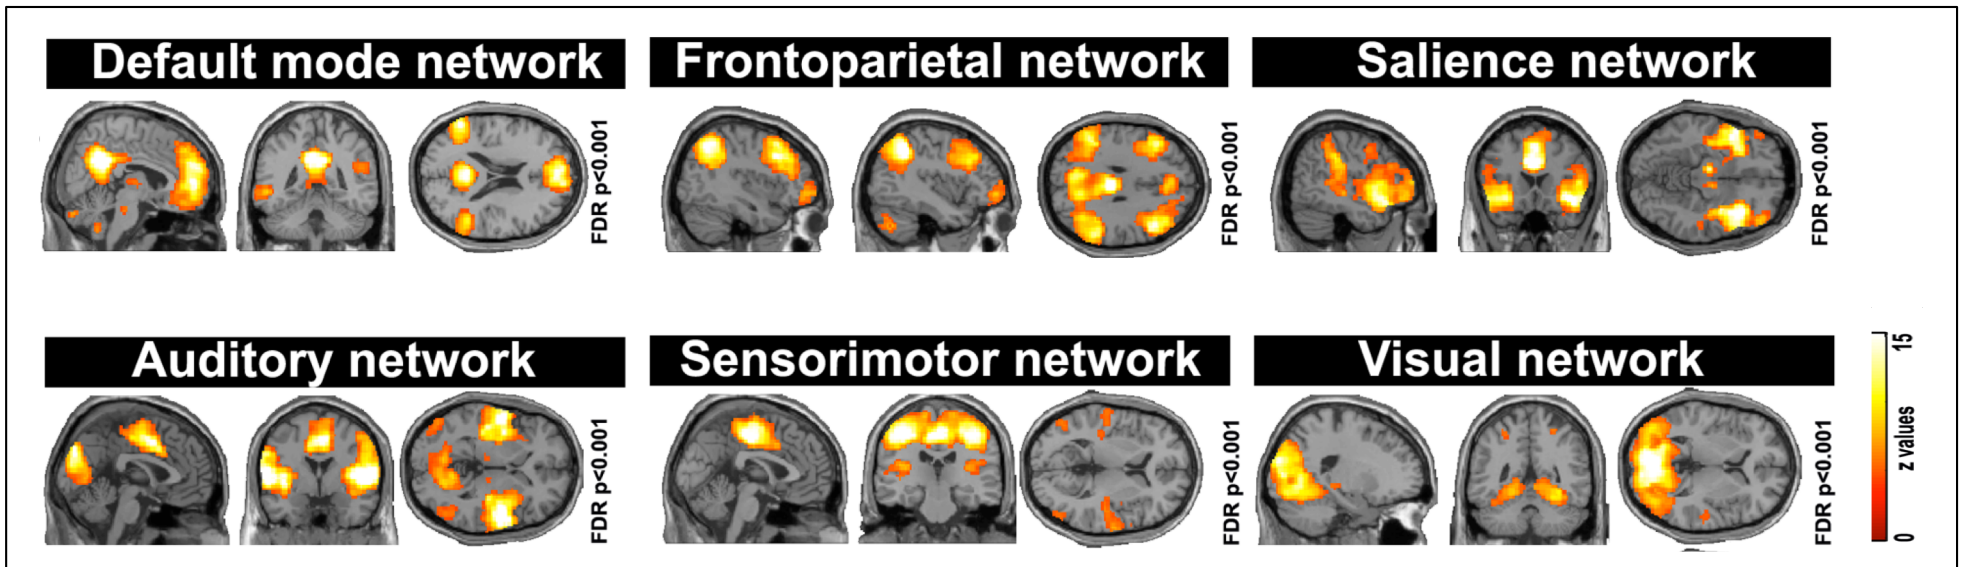 Default mode network
FDR p<0.001
Frontoparietal network
FDR p<0.001
Salience network
FDR p<0.001
Auditory network
FDR p<0.001
Sensorimotor network
FDR p<0.001
Visual network
FDR p<0.001
15
z values
0